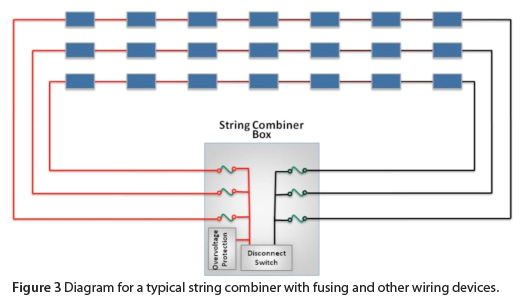 String Combiner
Box
Overvoltage
Protection
Disconnect
Switch
Figure 3 Diagram for a typical string combiner with fusing and other wiring devices.